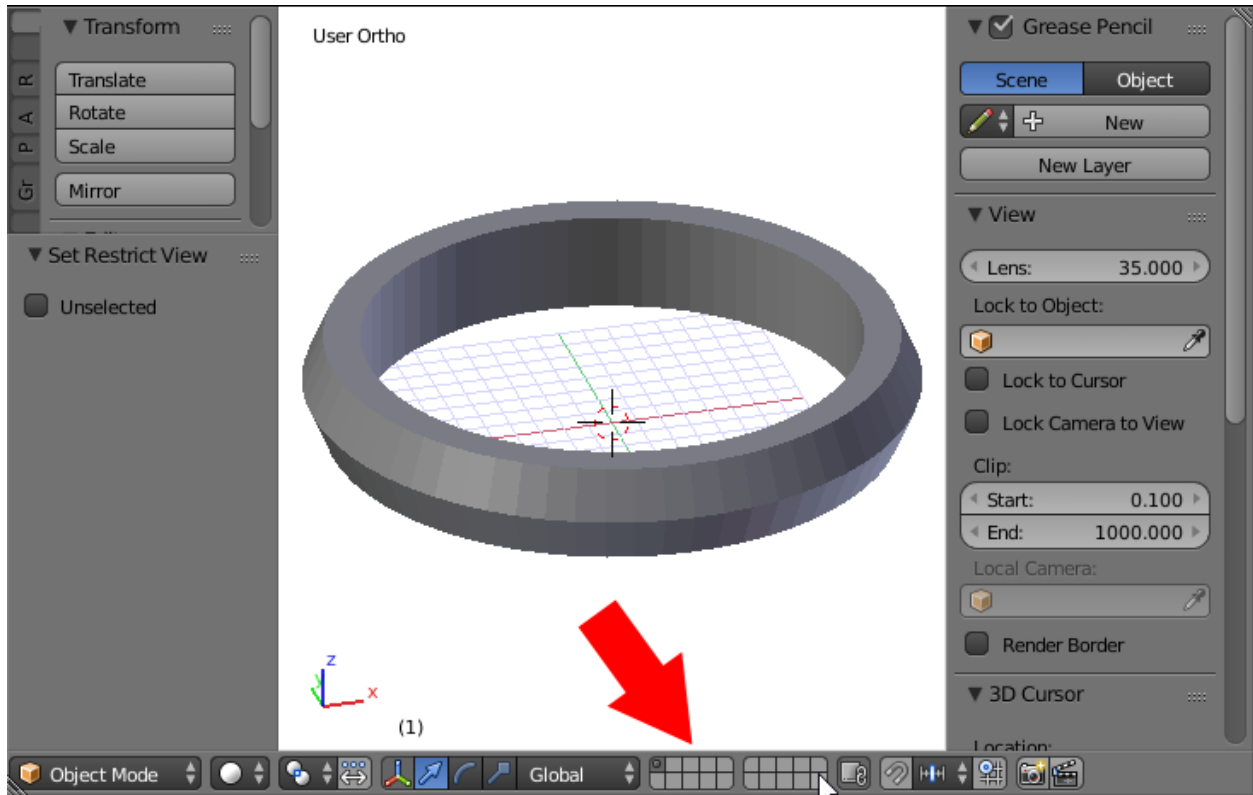 Transform
Translate
Rotate
Scale
Mirror
R
A
P
Gr
Set Restrict View
Unselected
User Ortho
z
y
x
(1)
Grease Pencil
Scene Object
New
New Layer
View
Lens: 35.000
Lock to Object:
Lock to Cursor
Lock Camera to View
Clip:
Start: 0.100
End: 1000.000
Local Camera:
Render Border
3D Cursor
Location:
Object Mode
Global